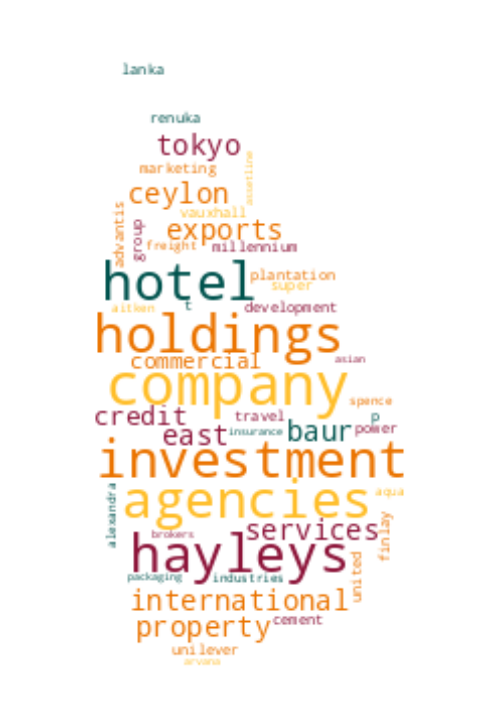 lanka
renuka
tokyo
marketing
assetline
ceylon
vauxhall
advantis
group
exports
freight
millennium
hotel
plantation
super
aitken
t
development
holdings
commercial
asian
company
spence
credit
travel
p
east
insurance
baur
power
investment
alexandra
agencies
aqua
services
finlay
brokers
hayleys
packaging
industries
united
international
property
cement
unilever
arvana